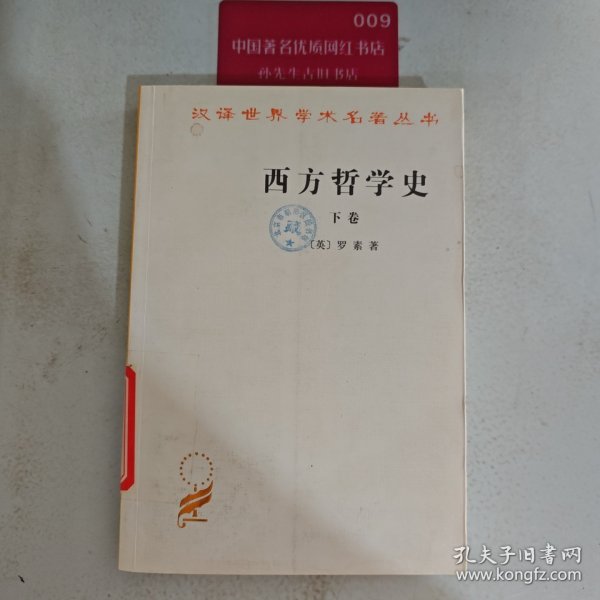 009
中国著名优质网红书店
孙先生古旧书店
汉译世界学术名著丛书
西方哲学史
下卷
〔英〕罗素著
孔夫子旧书网
www.kongfz.com